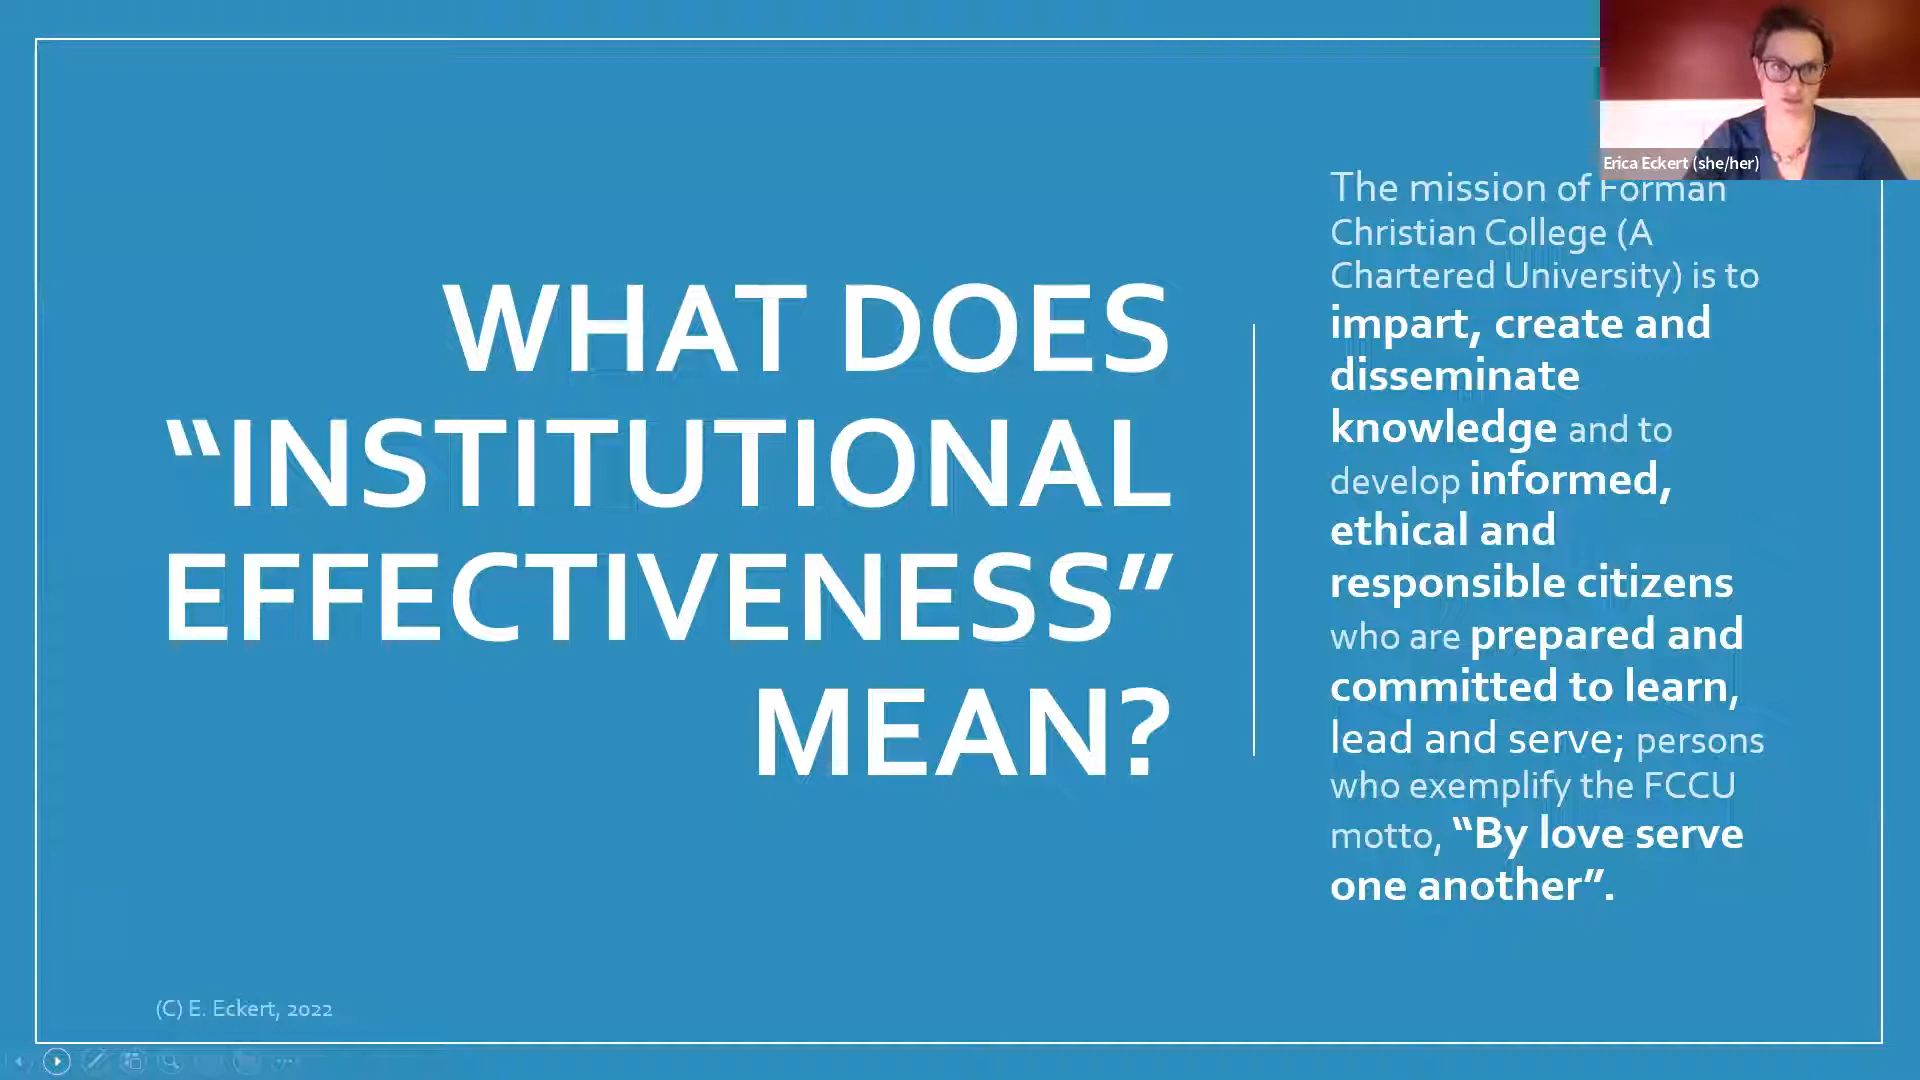 WHAT DOES
“INSTITUTIONAL
EFFECTIVENESS”
MEAN?
Erica Eckert (she/her)
The mission of Forman
Christian College (A
Chartered University) is to
impart, create and
disseminate
knowledge and to
develop informed,
ethical and
responsible citizens
who are prepared and
committed to learn,
lead and serve; persons
who exemplify the FCCU
motto, “By love serve
one another”.
(C) E. Eckert, 2022